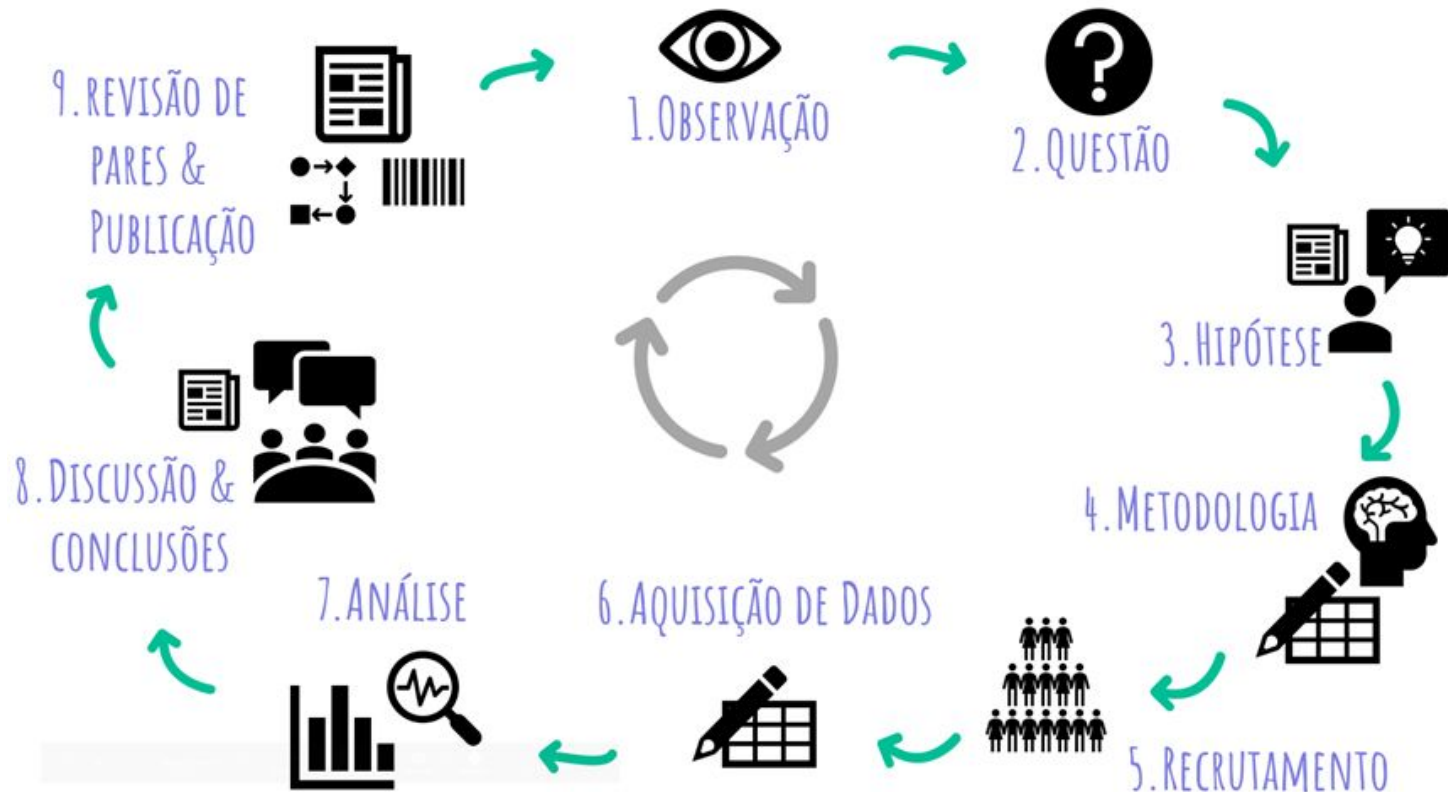 1.Observação
2.Questão
3.Hipótese
4.Metodologia
5.Recrutamento
6.Aquisição de Dados
7.Análise
8.Discussão &
conclusões
9.revisão de
pares &
Publicação